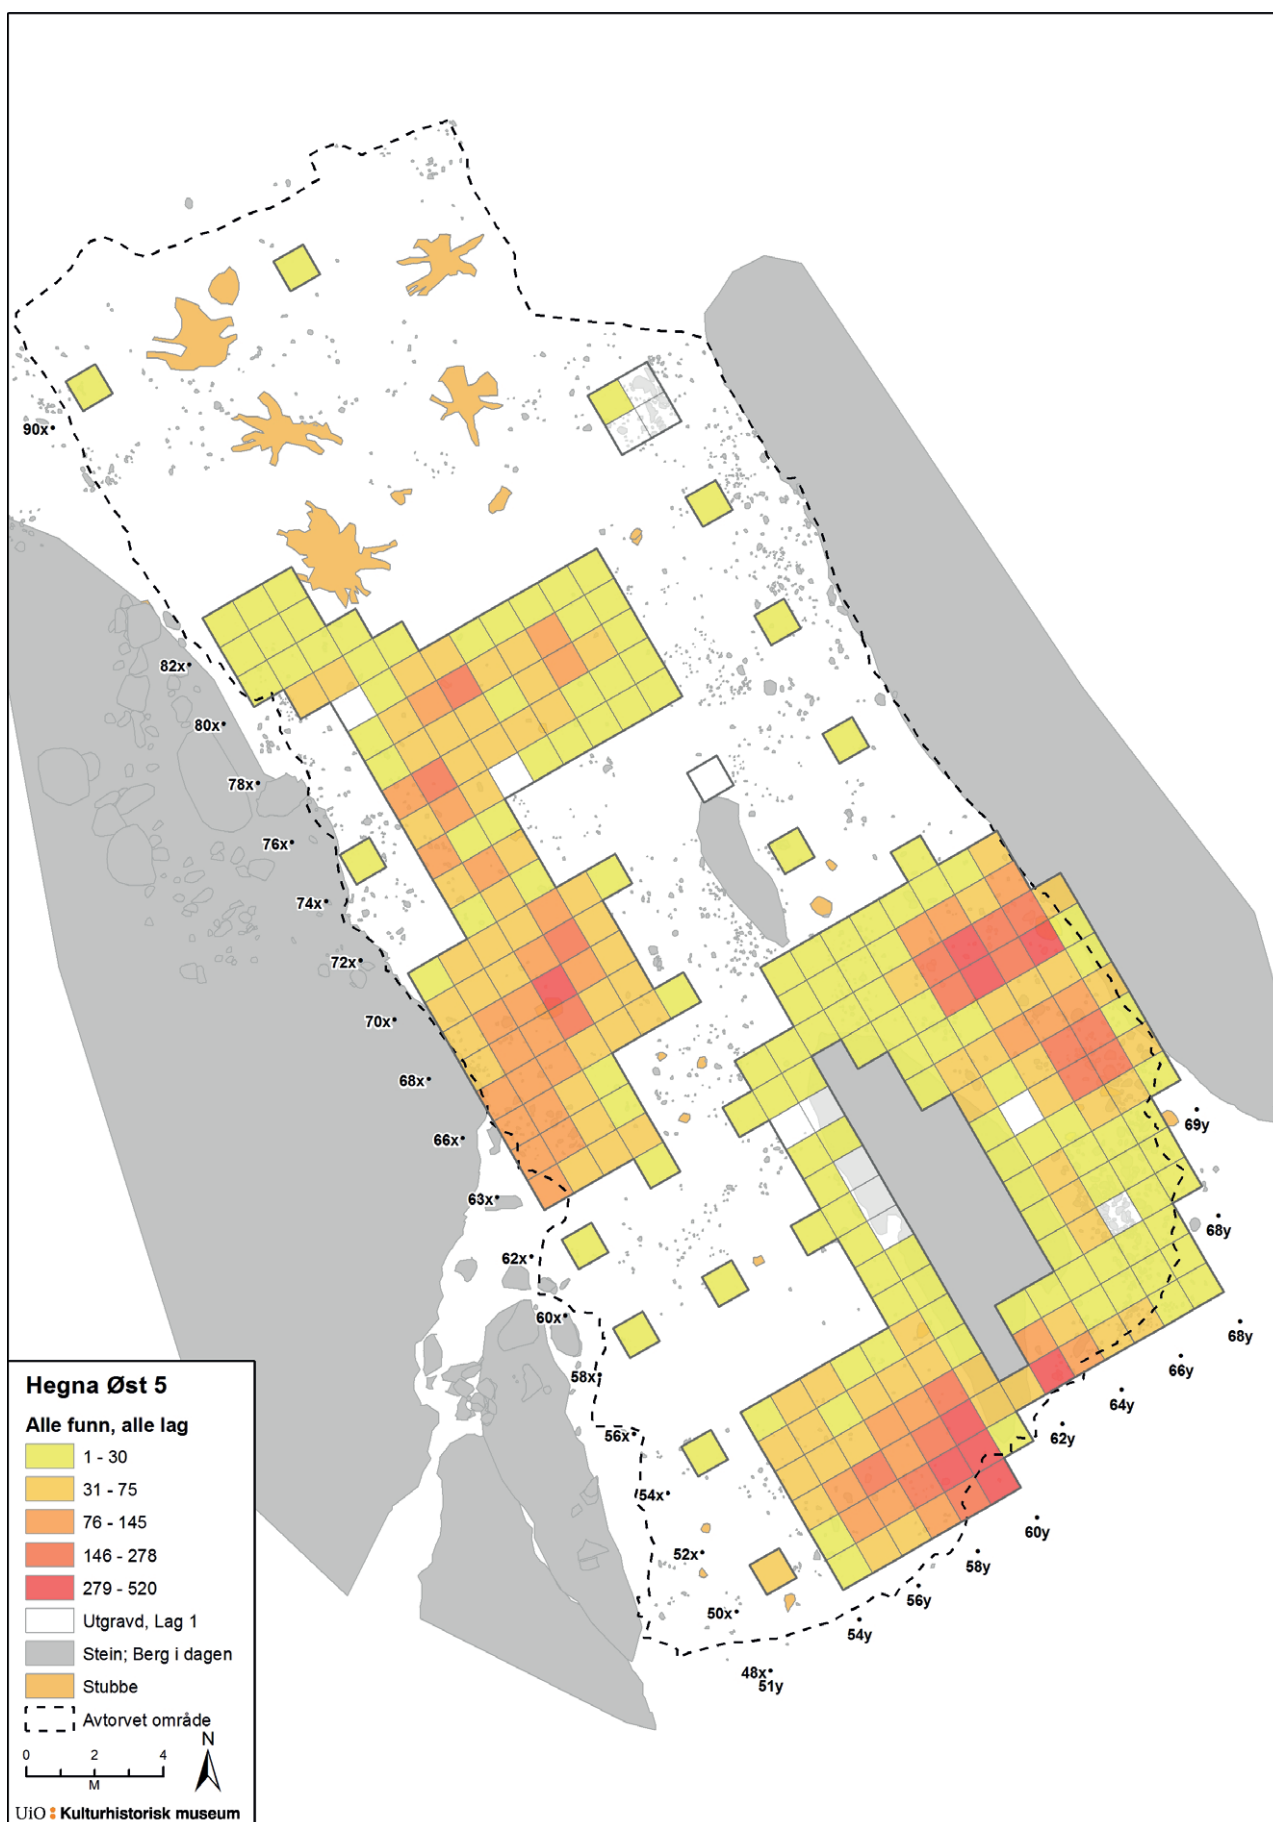 90x
82x
80x
78x
76x
74x
72x
70x
68x
66x
63x
62x
60x
58x
56x
54x
52x
50x
48x
51y
54y
56y
58y
60y
62y
64y
66y
68y
68y
69y
Hegna Øst 5
Alle funn, alle lag
1 - 30
31 - 75
76 - 145
146 - 278
279 - 520
Utgravd, Lag 1
Stein; Berg i dagen
Stubbe
Avtorvet område
0 2 4
M
N
UiO Kulturhistorisk museum